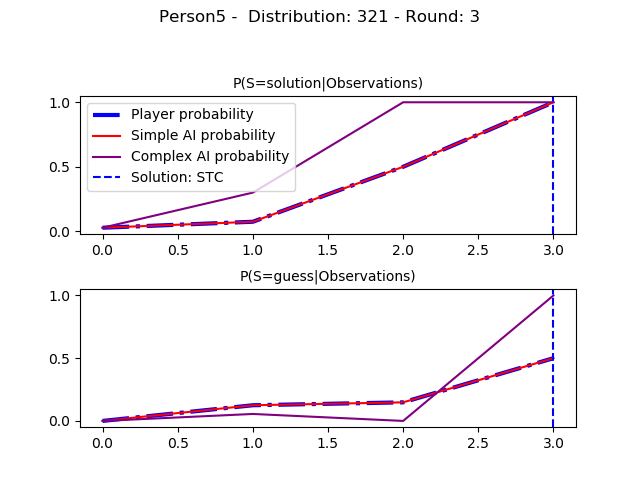 Person5 -  Distribution: 321 - Round: 3
P(S=solution|Observations)
1.0
0.5
0.0
Player probability
Simple AI probability
Complex AI probability
Solution: STC
0.0 0.5 1.0 1.5 2.0 2.5 3.0
P(S=guess|Observations)
1.0
0.5
0.0
0.0 0.5 1.0 1.5 2.0 2.5 3.0